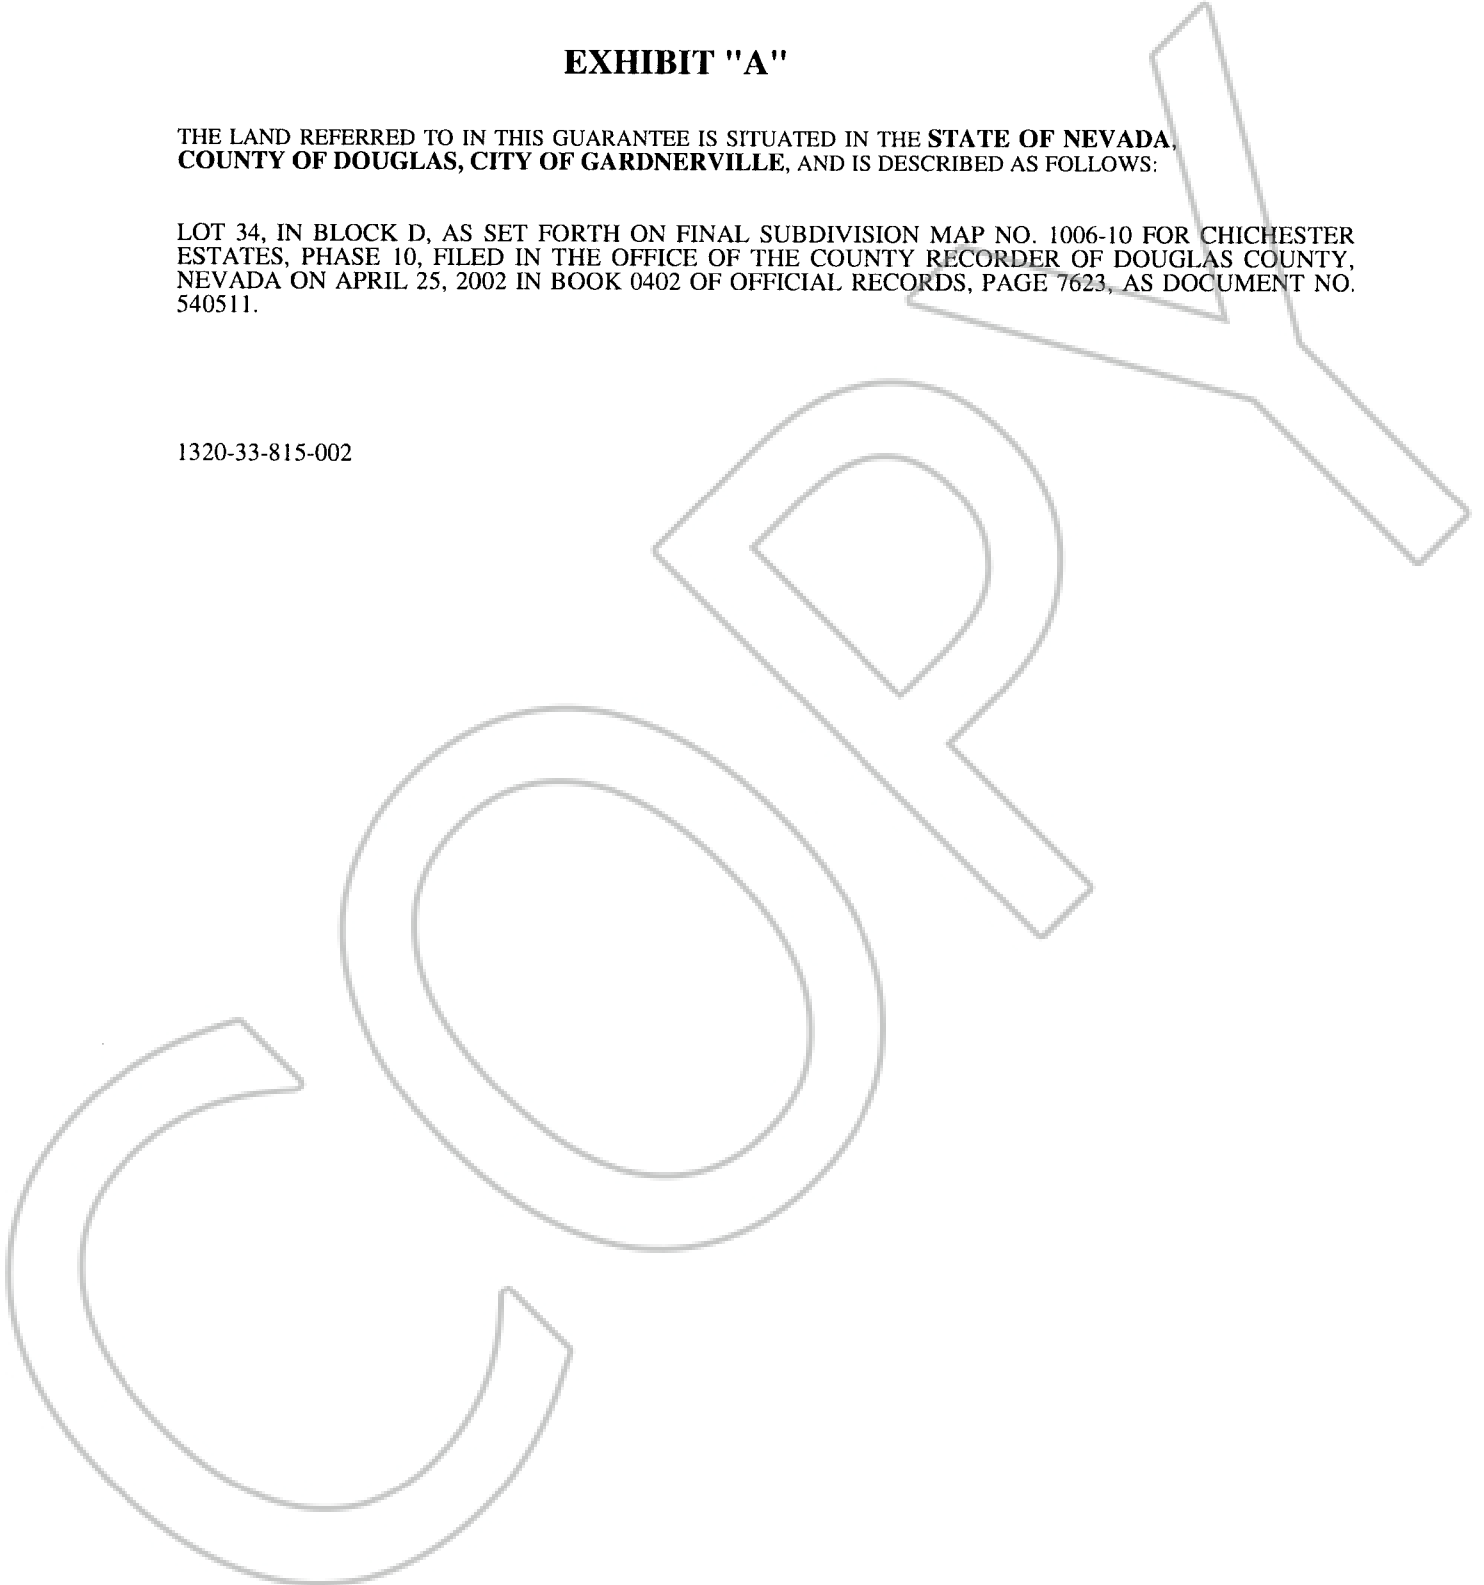 EXHIBIT "A"
THE LAND REFERRED TO IN THIS GUARANTEE IS SITUATED IN THE STATE OF NEVADA,
COUNTY OF DOUGLAS, CITY OF GARDNERVILLE, AND IS DESCRIBED AS FOLLOWS:
LOT 34, IN BLOCK D, AS SET FORTH ON FINAL SUBDIVISION MAP NO. 1006-10 FOR CHICHESTER
ESTATES, PHASE 10, FILED IN THE OFFICE OF THE COUNTY RECORDER OF DOUGLAS COUNTY,
NEVADA ON APRIL 25, 2002 IN BOOK 0402 OF OFFICIAL RECORDS, PAGE 7623, AS DOCUMENT NO.
540511.
1320-33-815-002
COPY